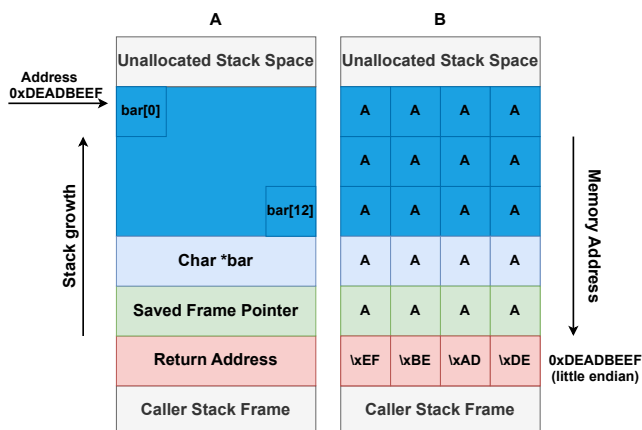 A
B
Unallocated Stack Space
Unallocated Stack Space
Address
0xDEADBEEF
bar[0]
A A A A
A A A A
bar[12]
A A A A
Stack growth
Memory Address
Char *bar
A A A A
Saved Frame Pointer
A A A A
Return Address
\xEF \xBE \xAD \xDE
0xDEADBEEF
(little endian)
Caller Stack Frame
Caller Stack Frame